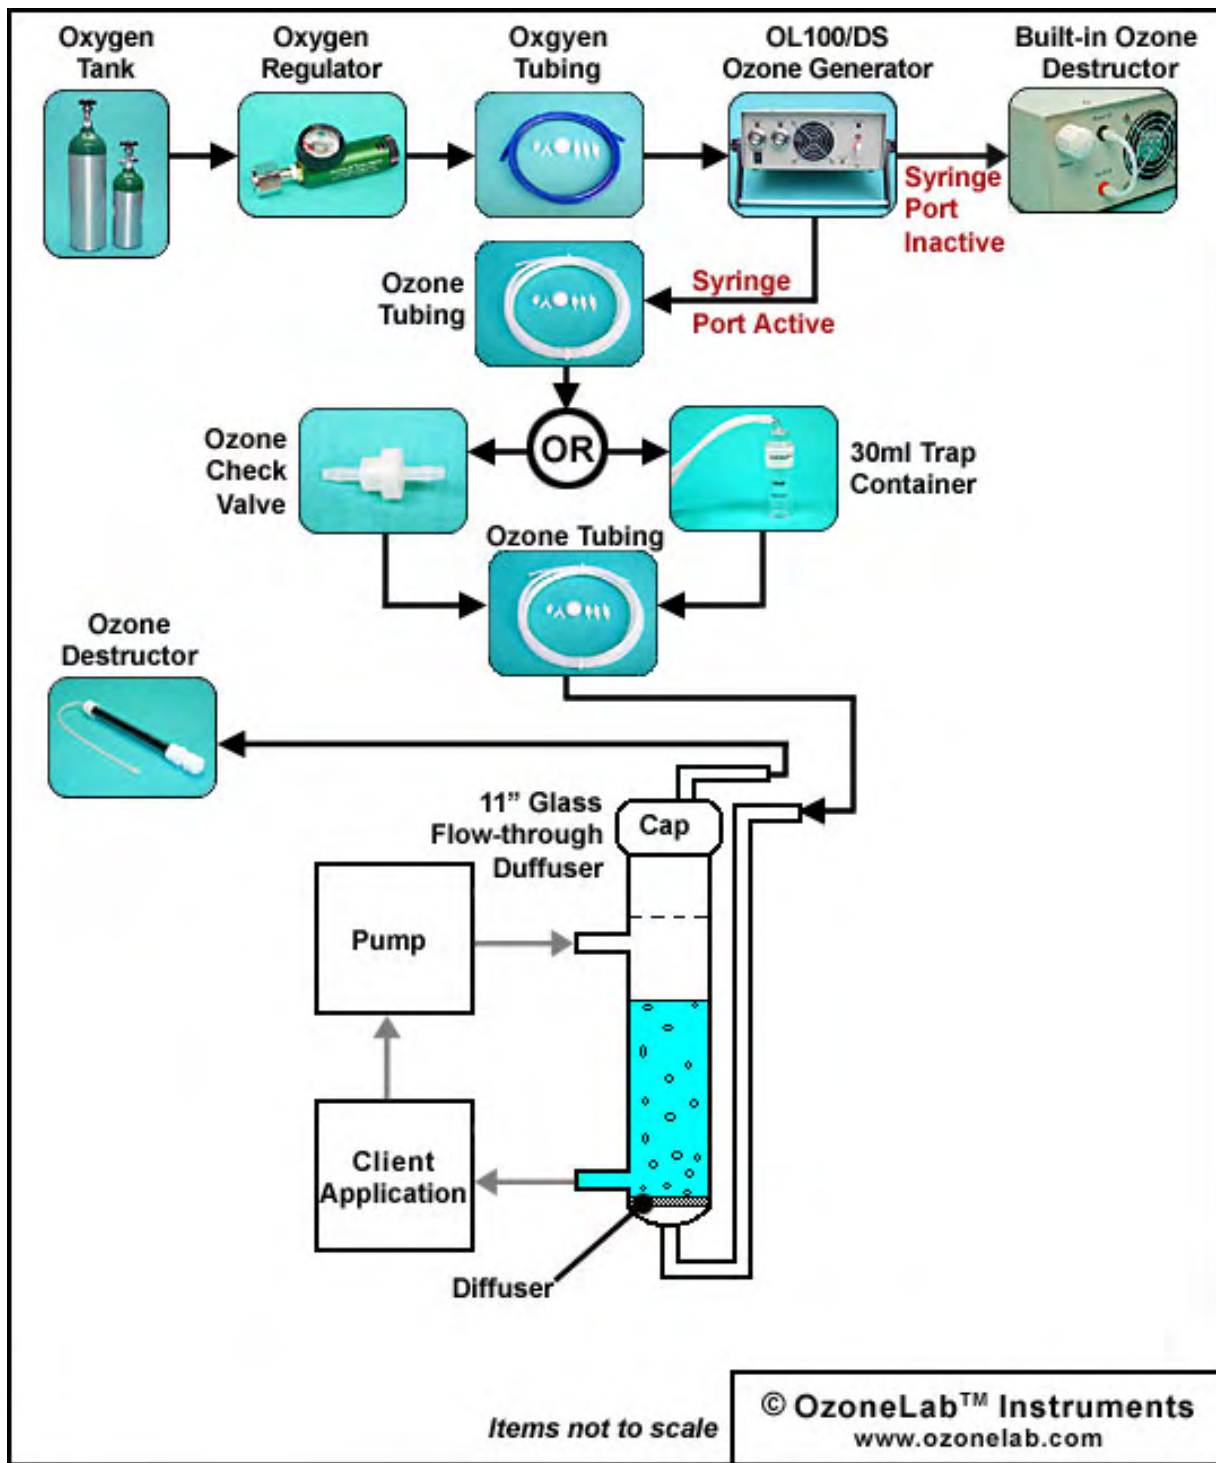 Oxygen
Tank
Oxygen
Regulator
Oxgyen
Tubing
OL100/DS
Ozone Generator
Built-in Ozone
Destructor
Syringe
Port
Inactive
Ozone
Tubing
Syringe
Port Active
Ozone
Check
Valve
OR
30ml Trap
Container
Ozone Tubing
Ozone
Destructor
11” Glass
Flow-through
Duffuser
Cap
Pump
Client
Application
Diffuser
Items not to scale
© OzoneLab™ Instruments
www.ozonelab.com